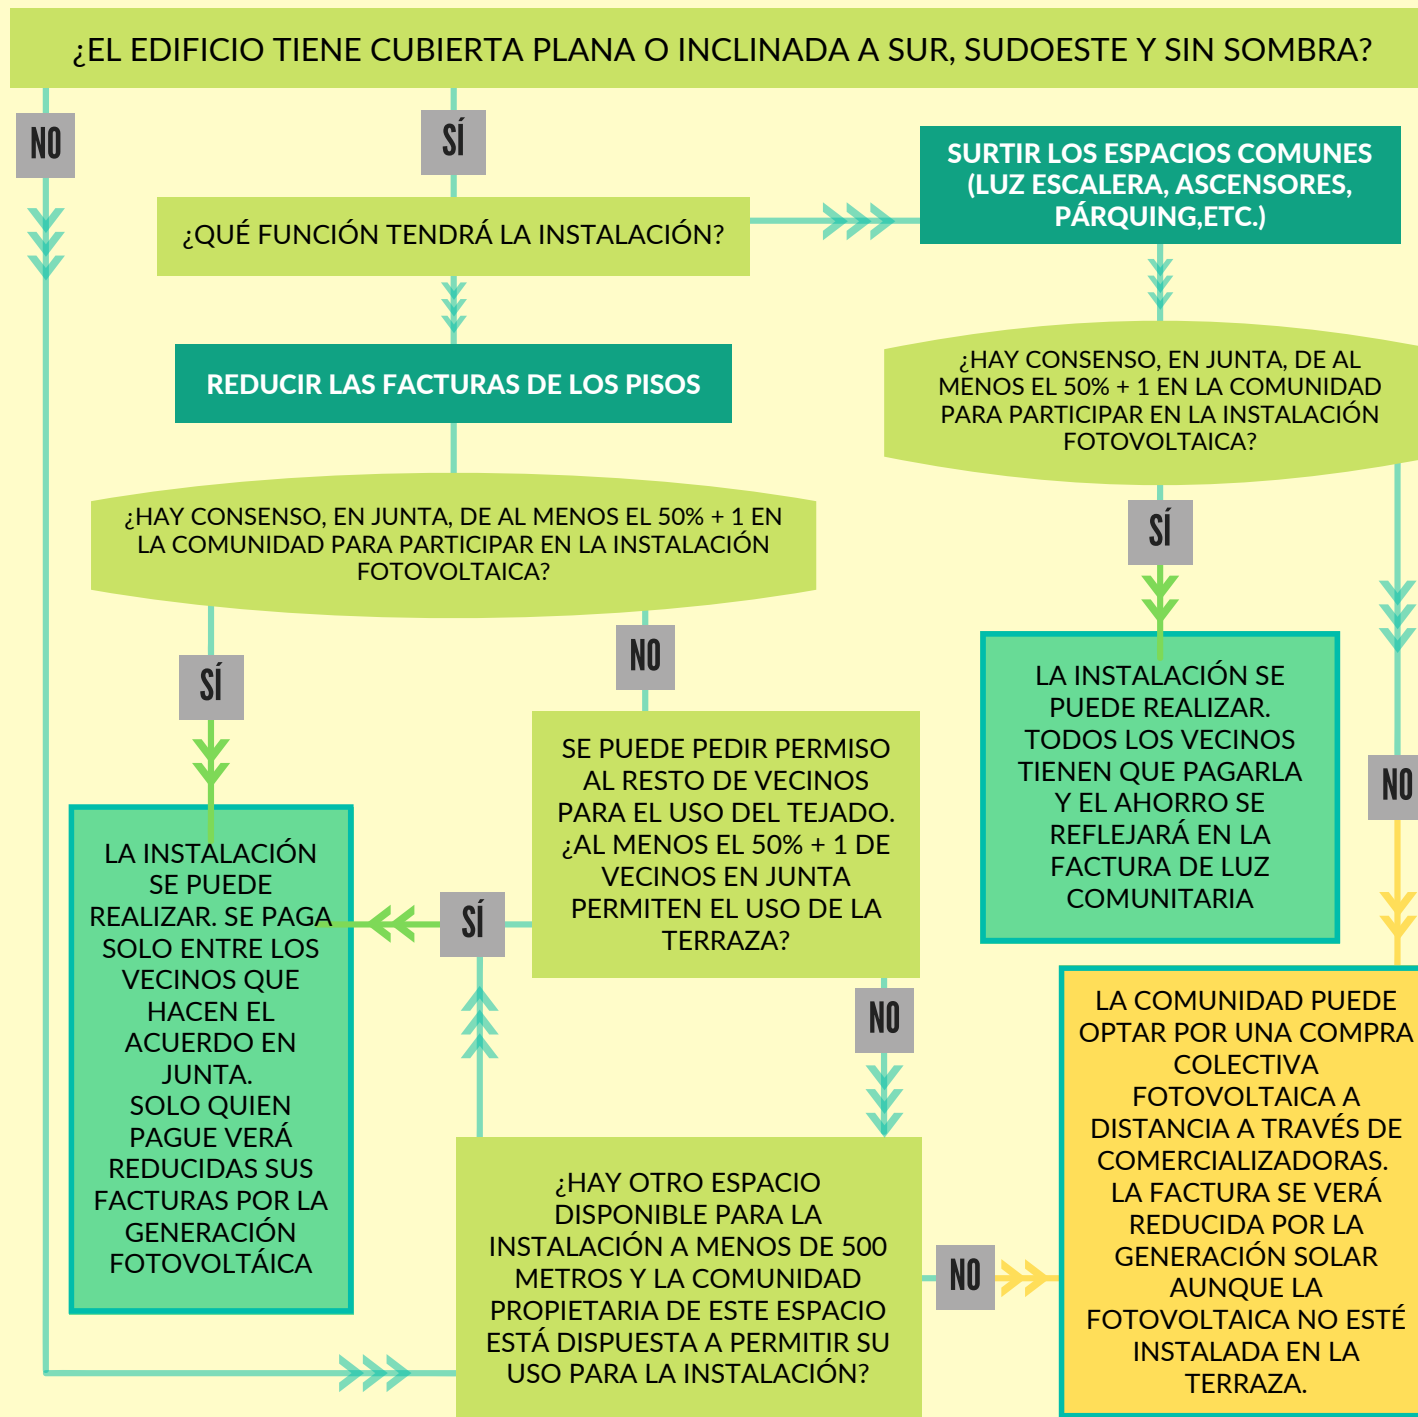 ¿EL EDIFICIO TIENE CUBIERTA PLANA O INCLINADA A SUR, SUDOESTE Y SIN SOMBRA?
NO
SÍ
¿QUÉ FUNCIÓN TENDRÁ LA INSTALACIÓN?
SURTIR LOS ESPACIOS COMUNES
(LUZ ESCALERA, ASCENSORES,
PÁRQUING,ETC.)
REDUCIR LAS FACTURAS DE LOS PISOS
¿HAY CONSENSO, EN JUNTA, DE AL
MENOS EL 50% + 1 EN LA COMUNIDAD
PARA PARTICIPAR EN LA INSTALACIÓN
FOTOVOLTAICA?
¿HAY CONSENSO, EN JUNTA, DE AL MENOS EL 50% + 1 EN
LA COMUNIDAD PARA PARTICIPAR EN LA INSTALACIÓN
FOTOVOLTAICA?
SÍ
NO
SÍ
NO
LA INSTALACIÓN SE
PUEDE REALIZAR.
TODOS LOS VECINOS
TIENEN QUE PAGARLA
Y EL AHORRO SE
REFLEJARÁ EN LA
FACTURA DE LUZ
COMUNITARIA
SE PUEDE PEDIR PERMISO
AL RESTO DE VECINOS
PARA EL USO DEL TEJADO.
¿AL MENOS EL 50% + 1 DE
VECINOS EN JUNTA
PERMITEN EL USO DE LA
TERRAZA?
LA INSTALACIÓN
SE PUEDE
REALIZAR. SE PAGA
SOLO ENTRE LOS
VECINOS QUE
HACEN EL
ACUERDO EN
JUNTA.
SOLO QUIEN
PAGUE VERÁ
REDUCIDAS SUS
FACTURAS POR LA
GENERACIÓN
FOTOVOLTÁICA
SÍ
NO
¿HAY OTRO ESPACIO
DISPONIBLE PARA LA
INSTALACIÓN A MENOS DE 500
METROS Y LA COMUNIDAD
PROPIETARIA DE ESTE ESPACIO
ESTÁ DISPUESTA A PERMITIR SU
USO PARA LA INSTALACIÓN?
NO
LA COMUNIDAD PUEDE
OPTAR POR UNA COMPRA
COLECTIVA
FOTOVOLTAICA A
DISTANCIA A TRAVÉS DE
COMERCIALIZADORAS.
LA FACTURA SE VERÁ
REDUCIDA POR LA
GENERACIÓN SOLAR
AUNQUE LA
FOTOVOLTAICA NO ESTÉ
INSTALADA EN LA
TERRAZA.